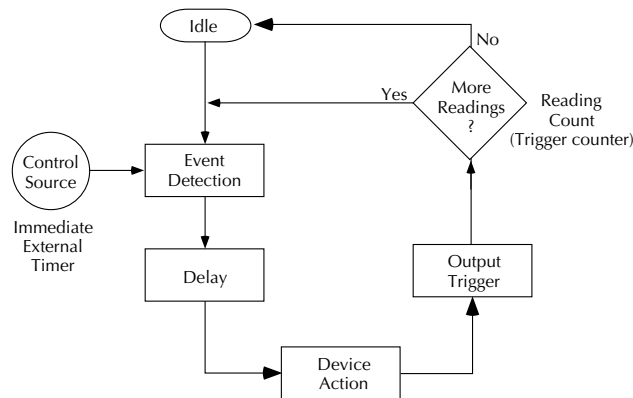 Idle
No
Yes
More
Readings
?
Reading
Count
(Trigger counter)
Control
Source
Event
Detection
Immediate
External
Timer
Delay
Output
Trigger
Device
Action